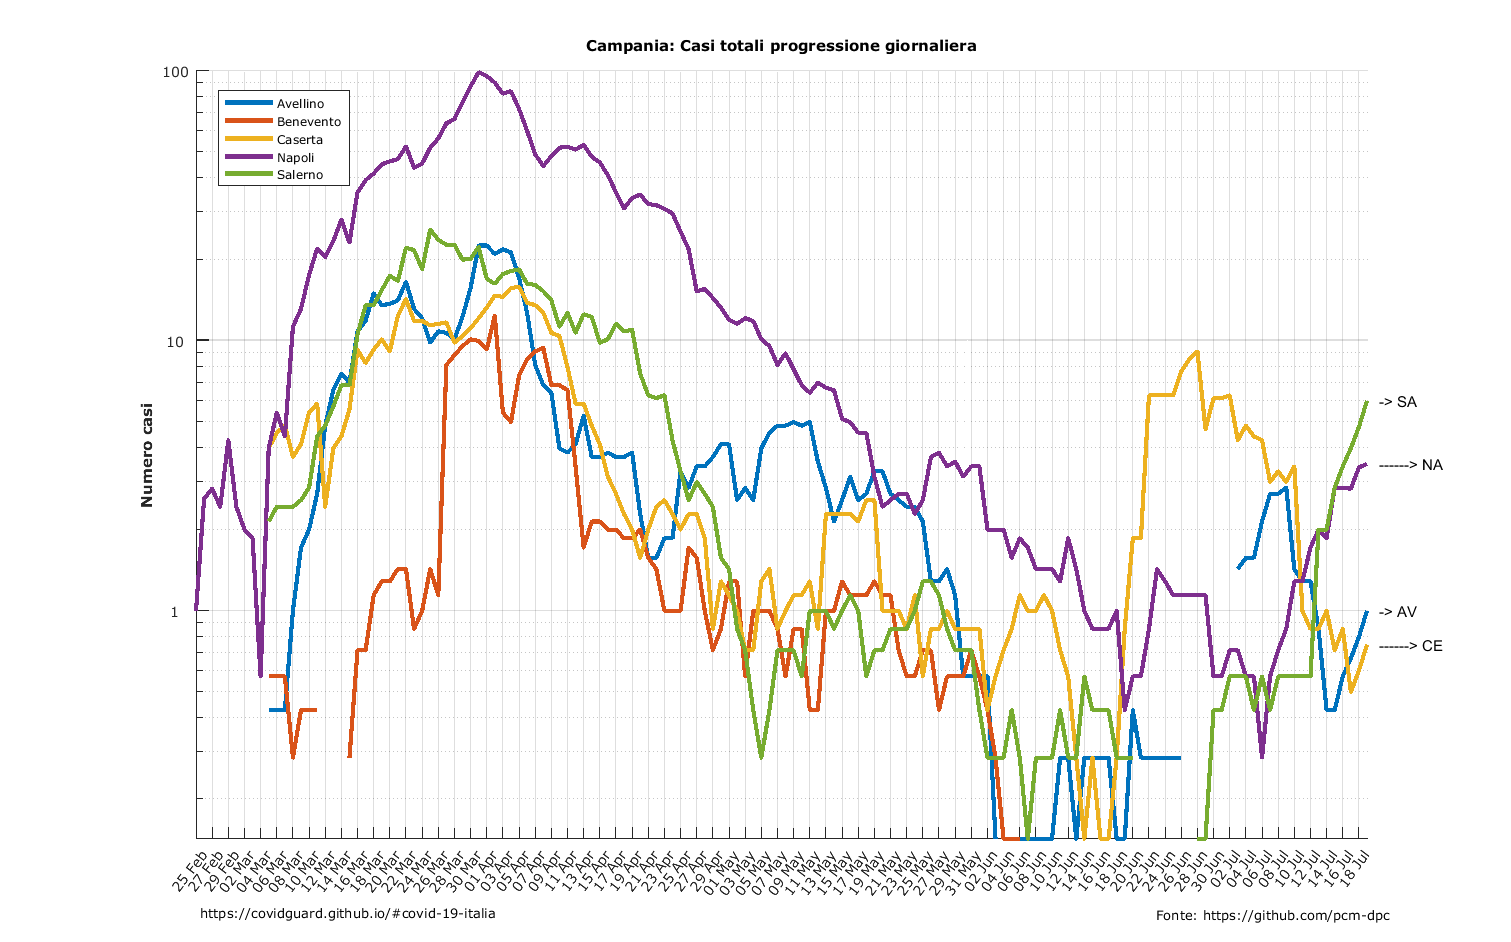 Campania: Casi totali progressione giornaliera
100
10
1
Numero casi
Avellino
Benevento
Caserta
Napoli
Salerno
-> SA
------> NA
-> AV
------> CE
25 Feb
27 Feb
29 Feb
02 Mar
04 Mar
06 Mar
08 Mar
10 Mar
12 Mar
14 Mar
16 Mar
18 Mar
20 Mar
22 Mar
24 Mar
26 Mar
28 Mar
30 Mar
01 Apr
03 Apr
05 Apr
07 Apr
09 Apr
11 Apr
13 Apr
15 Apr
17 Apr
19 Apr
21 Apr
23 Apr
25 Apr
27 Apr
29 Apr
01 May
03 May
05 May
07 May
09 May
11 May
13 May
15 May
17 May
19 May
21 May
23 May
25 May
27 May
29 May
31 May
02 Jun
04 Jun
06 Jun
08 Jun
10 Jun
12 Jun
14 Jun
16 Jun
18 Jun
20 Jun
22 Jun
24 Jun
26 Jun
28 Jun
30 Jun
02 Jul
04 Jul
06 Jul
08 Jul
10 Jul
12 Jul
14 Jul
16 Jul
18 Jul
https://covidguard.github.io/#covid-19-italia
Fonte: https://github.com/pcm-dpc